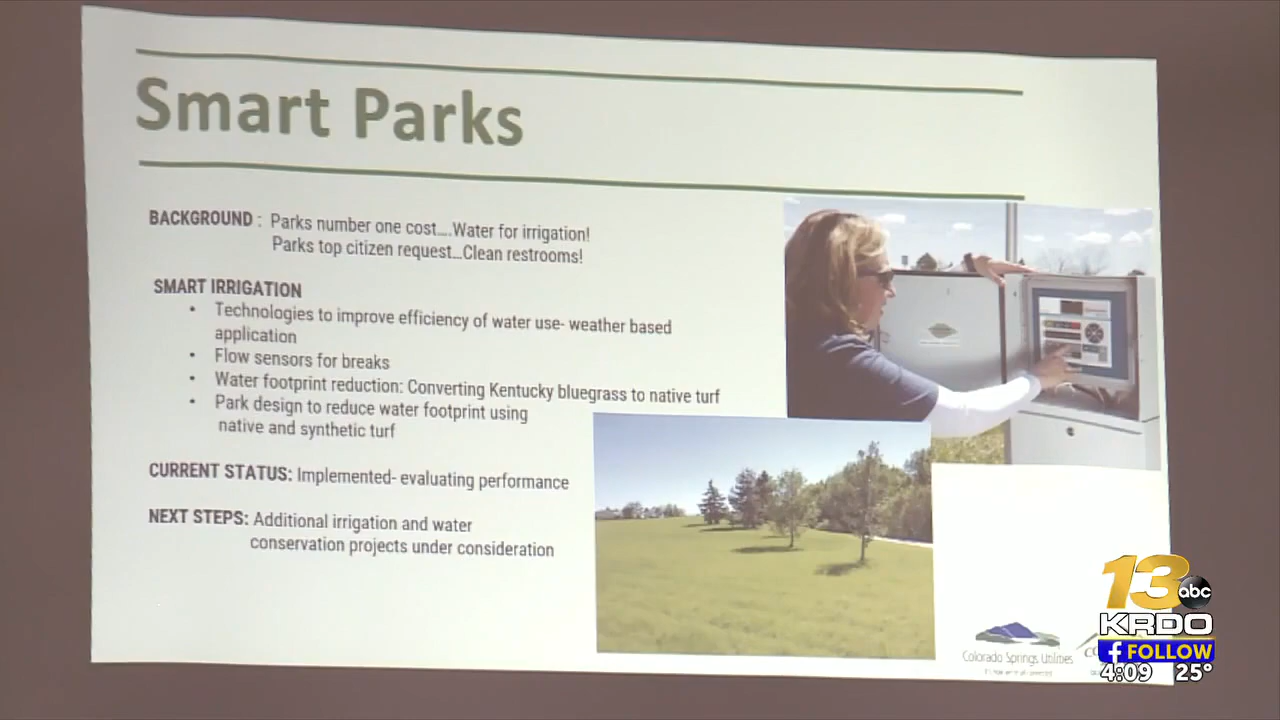 Smart Parks
BACKGROUND : Parks number one cost....Water for irrigation!
Parks top citizen request...Clean restrooms!
SMART IRRIGATION
• Technologies to improve efficiency of water use- weather based
application
• Flow sensors for breaks
• Water footprint reduction: Converting Kentucky bluegrass to native turf
• Park design to reduce water footprint using
native and synthetic turf
CURRENT STATUS: Implemented- evaluating performance
NEXT STEPS: Additional irrigation and water
conservation projects under consideration
Colorado Springs Utilities
13 abc
KRDO
f FOLLOW
4:09 25°